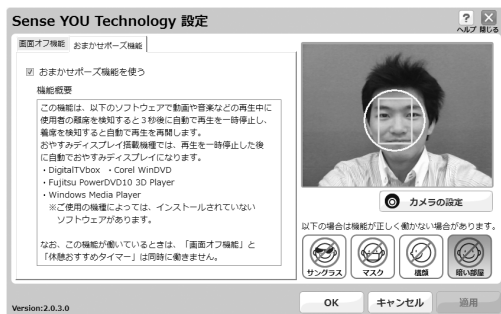 Sense YOU Technology 設定
ヘルプ 閉じる
画面オフ機能 おまかせポーズ機能
おまかせポーズ機能を使う
機能概要
この機能は、以下のソフトウェアで動画や音楽などの再生中に
使用者の離席を検知すると3秒後に自動で再生を一時停止し、
着席を検知すると自動で再生を再開します。
おやすみディスプレイ搭載機種では、再生を一時停止した後
に自動でおやすみディスプレイになります。
・DigitalTVbox ・Corel WinDVD
・Fujitsu PowerDVD10 3D Player
・Windows Media Player
※ご使用の機種によっては、インストールされていない
ソフトウェアがあります。
なお、この機能が働いているときは、「画面オフ機能」と
「休憩おすすめタイマー」は同時に働きません。
カメラの設定
以下の場合は機能が正しく働かない場合があります。
サングラス マスク 横顔 暗い部屋
Version:2.0.3.0
OK キャンセル 適用